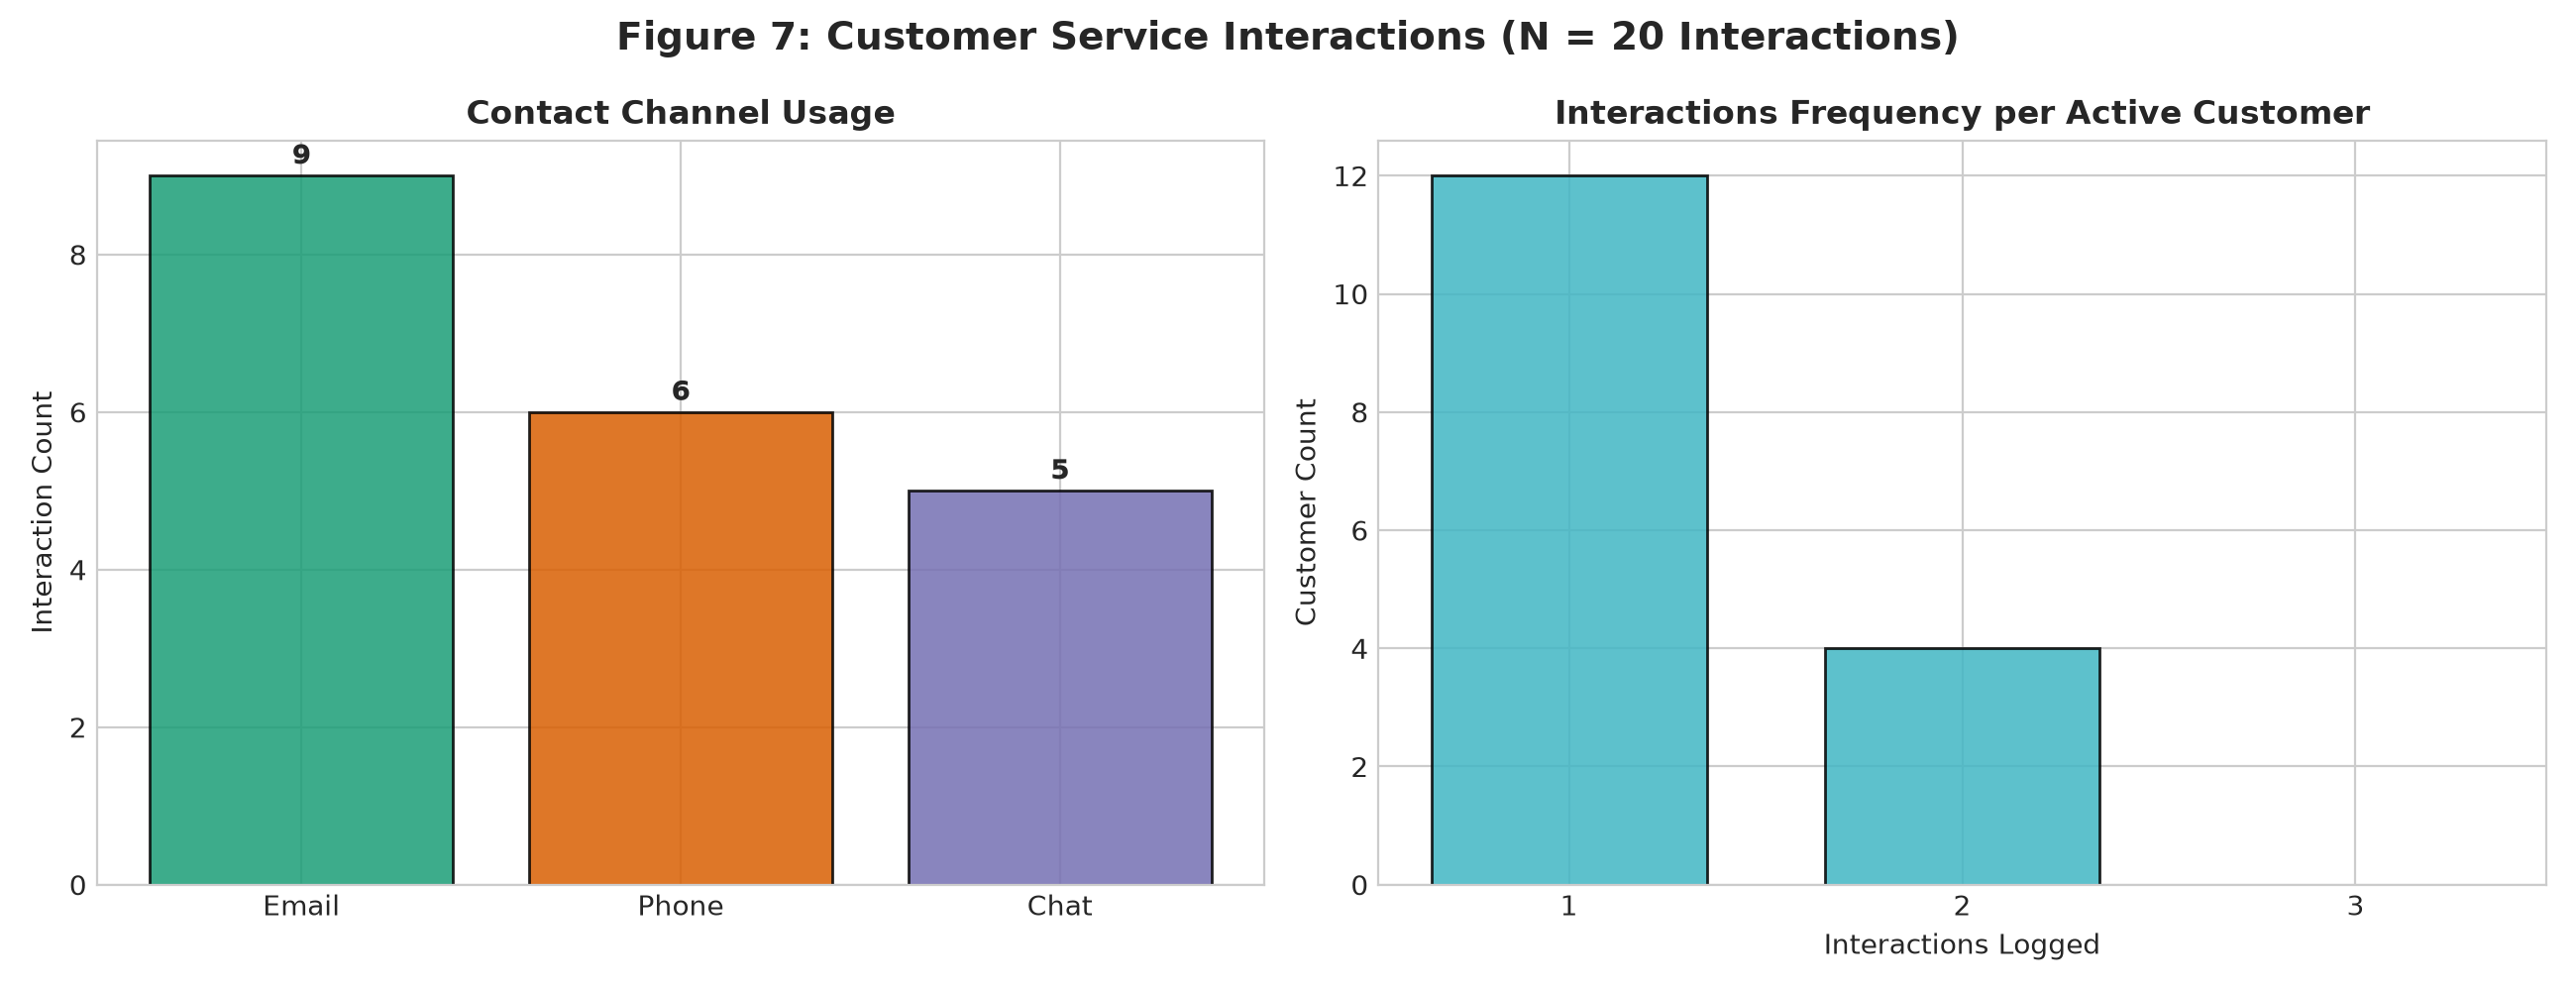 Figure 7: Customer Service Interactions (N = 20 Interactions)
Contact Channel Usage
9
6
5
8
6
4
2
0
Interaction Count
Email
Phone
Chat
Interactions Frequency per Active Customer
12
10
8
6
4
2
0
Customer Count
1
2
3
Interactions Logged